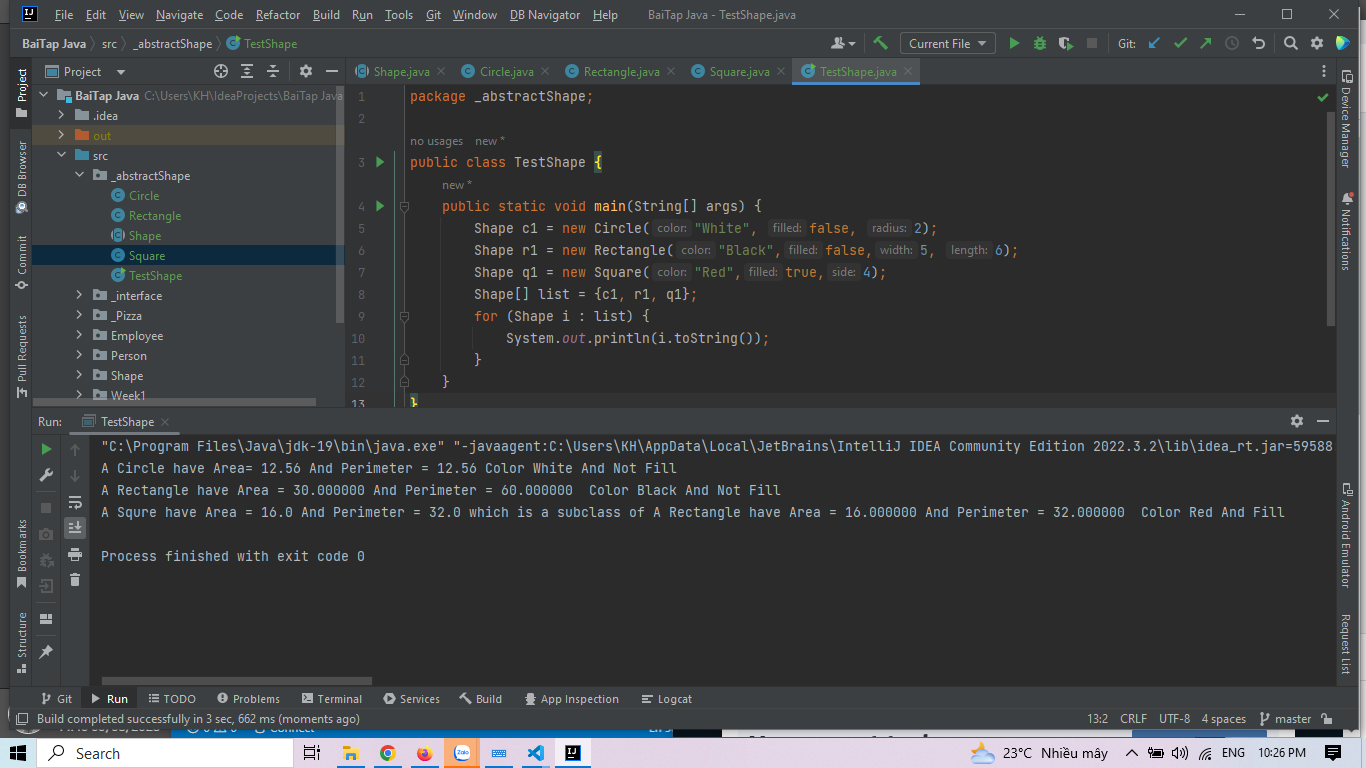 File Edit View Navigate Code Refactor Build Run Tools Git Window DB Navigator Help BaiTap Java - TestShape.java
BaiTap Java src _abstractShape TestShape Current File Git:
Project
Shape.java Circle.java Rectangle.java Square.java TestShape.java
BaiTap Java C:\Users\KH\IdeaProjects\BaiTap Java
.idea
out
src
_abstractShape
Circle
Rectangle
Shape
Square
TestShape
_interface
_Pizza
Employee
Person
Shape
Week1
1 package _abstractShape;
2
no usages new *
3 public class TestShape {
new *
4 public static void main(String[] args) {
5 Shape c1 = new Circle( color: "White", filled: false, radius: 2);
6 Shape r1 = new Rectangle( color: "Black", filled: false, width: 5, length: 6);
7 Shape q1 = new Square( color: "Red", filled: true, side: 4);
8 Shape[] list = {c1, r1, q1};
9 for (Shape i : list) {
10 System.out.println(i.toString());
11 }
12 }
13 }
Project
DB Browser
Commit
Pull Requests
Bookmarks
Structure
Device Manager
Notifications
Android Emulator
Request List
Run: TestShape
"C:\Program Files\Java\jdk-19\bin\java.exe" "-javaagent:C:\Users\KH\AppData\Local\JetBrains\IntelliJ IDEA Community Edition 2022.3.2\lib\idea_rt.jar=59588
A Circle have Area= 12.56 And Perimeter = 12.56 Color White And Not Fill
A Rectangle have Area = 30.000000 And Perimeter = 60.000000  Color Black And Not Fill
A Squre have Area = 16.0 And Perimeter = 32.0 which is a subclass of A Rectangle have Area = 16.000000 And Perimeter = 32.000000  Color Red And Fill
Process finished with exit code 0
Git Run TODO Problems Terminal Services Build App Inspection Logcat
Build completed successfully in 3 sec, 662 ms (moments ago) 13:2 CRLF UTF-8 4 spaces master
Search 23°C Nhiều mây ENG 10:26 PM